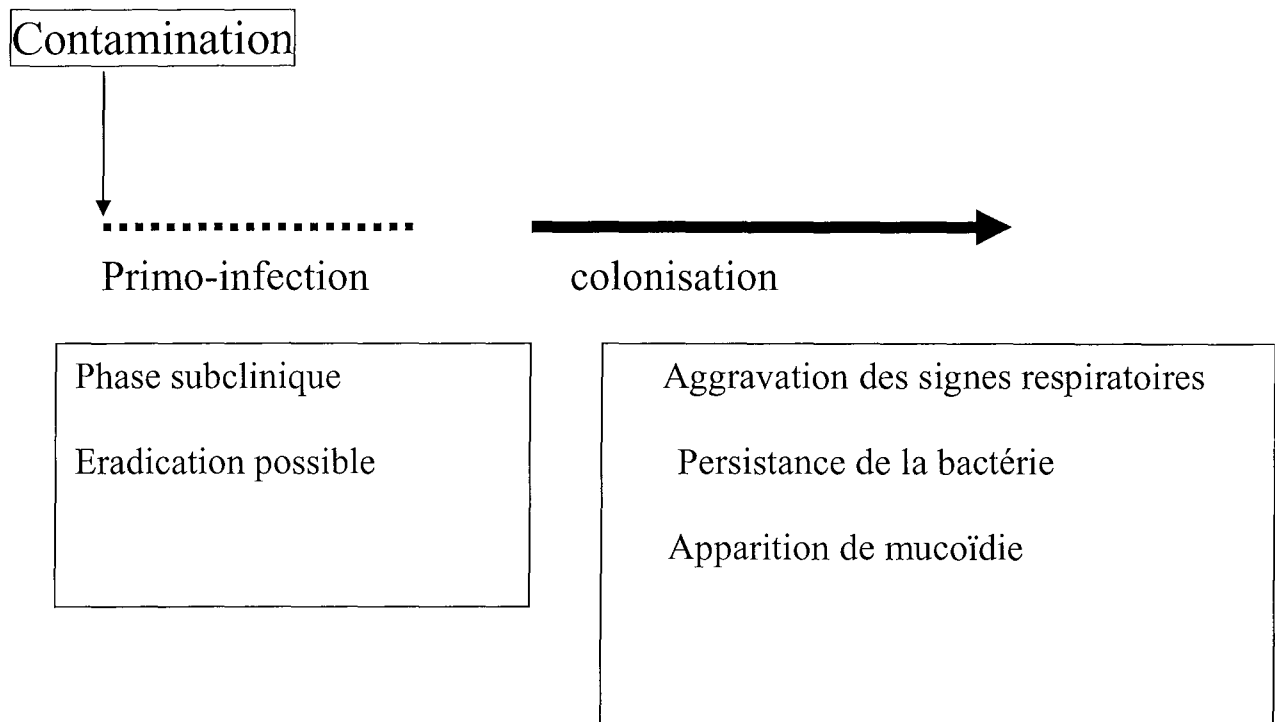 Contamination
Primo-infection
colonisation
Phase subclinique
Eradication possible
Aggravation des signes respiratoires
Persistance de la bactérie
Apparition de mucoïdie